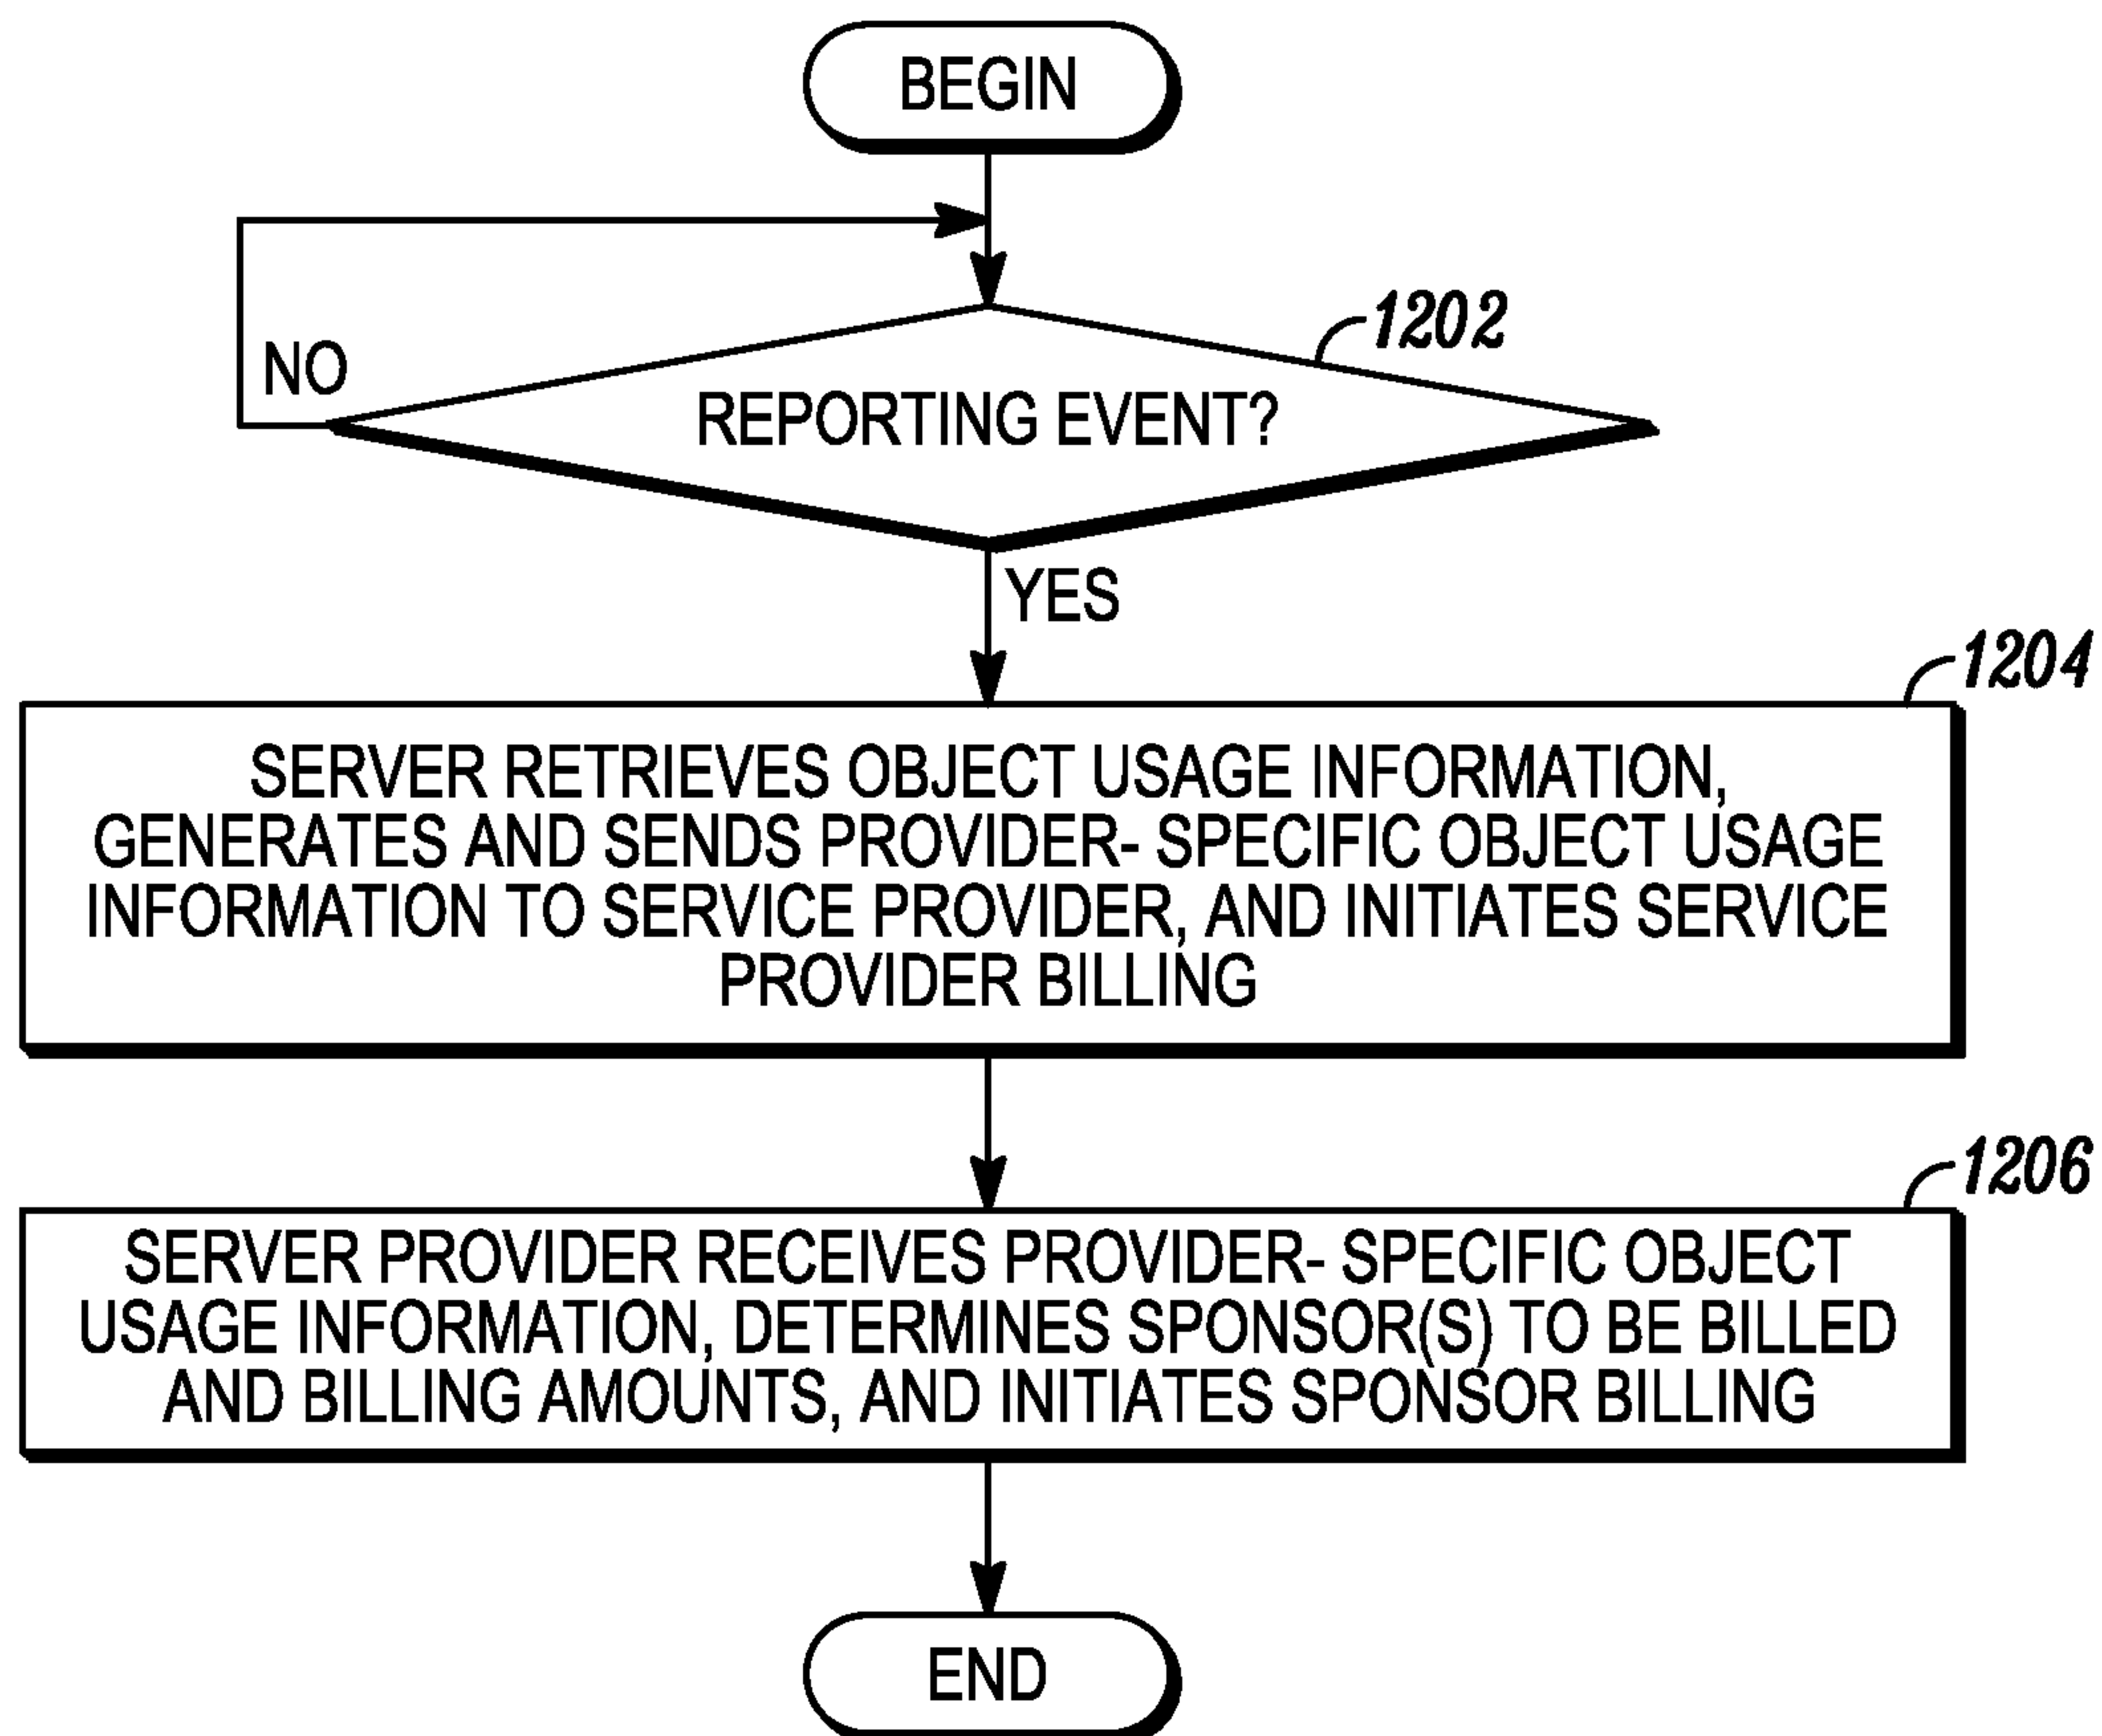 BEGIN
NO
1202
REPORTING EVENT?
YES
1204
SERVER RETRIEVES OBJECT USAGE INFORMATION,
GENERATES AND SENDS PROVIDER- SPECIFIC OBJECT USAGE
INFORMATION TO SERVICE PROVIDER, AND INITIATES SERVICE
PROVIDER BILLING
1206
SERVER PROVIDER RECEIVES PROVIDER- SPECIFIC OBJECT
USAGE INFORMATION, DETERMINES SPONSOR(S) TO BE BILLED
AND BILLING AMOUNTS, AND INITIATES SPONSOR BILLING
END